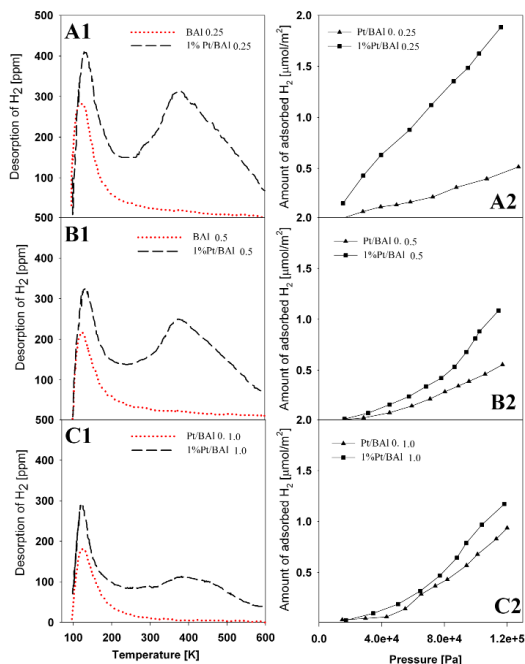 A1
Desorption of H2 [ppm]
500
400
300
200
100
BAl 0.25
1% Pt/BAl 0.25
A2
Amount of adsorbed H2 [μmol/m²]
2.0
1.5
1.0
0.5
Pt/BAl 0. 0.25
1%Pt/BAl 0.25
B1
Desorption of H2 [ppm]
500
400
300
200
100
BAl 0.5
1%Pt/BAl 0.5
B2
Amount of adsorbed H2 [μmol/m²]
2.0
1.5
1.0
0.5
Pt/BAl 0. 0.5
1%Pt/BAl 0.5
C1
Desorption of H2 [ppm]
500
400
300
200
100
0
Pt/BAl 0. 1.0
1%Pt/BAl 1.0
100 200 300 400 500 600
Temperature [K]
C2
Amount of adsorbed H2 [μmol/m²]
2.0
1.5
1.0
0.5
0.0
Pt/BAl 0. 1.0
1%Pt/BAl 1.0
0.0 4.0e+4 8.0e+4 1.2e+5
Pressure [Pa]